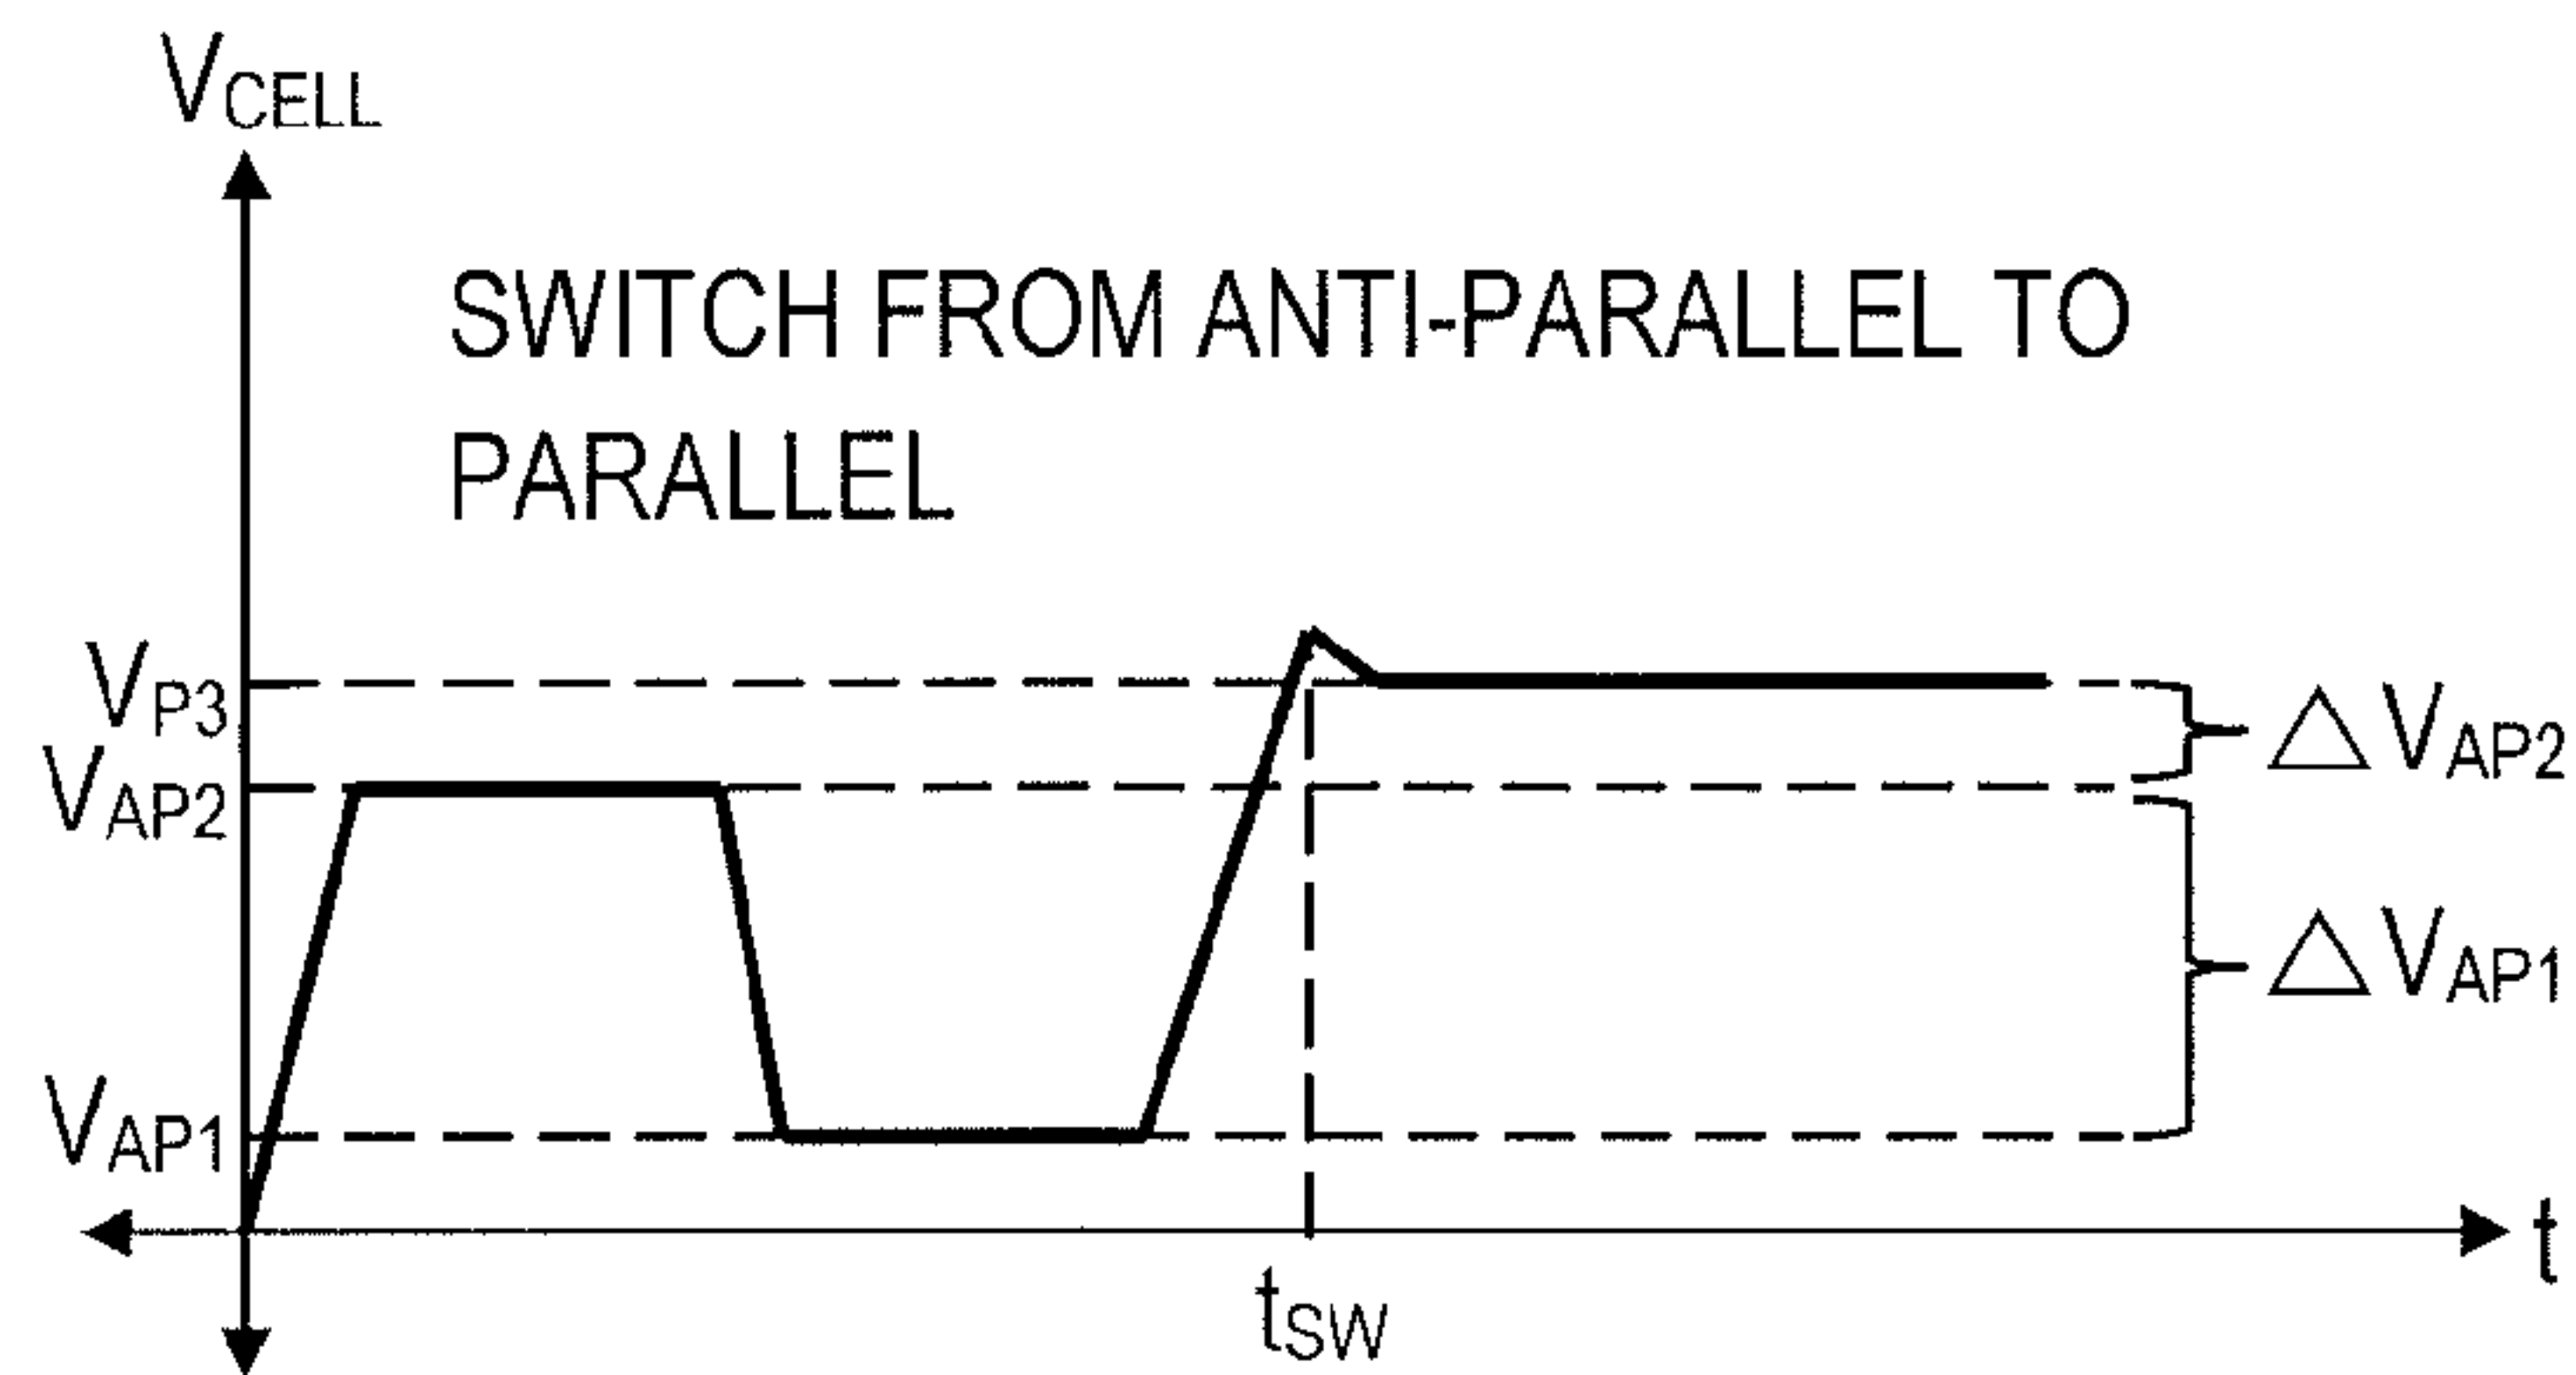 VCELL
SWITCH FROM ANTI-PARALLEL TO
PARALLEL
VP3
VAP2
VAP1
△VAP2
△VAP1
t
tSW